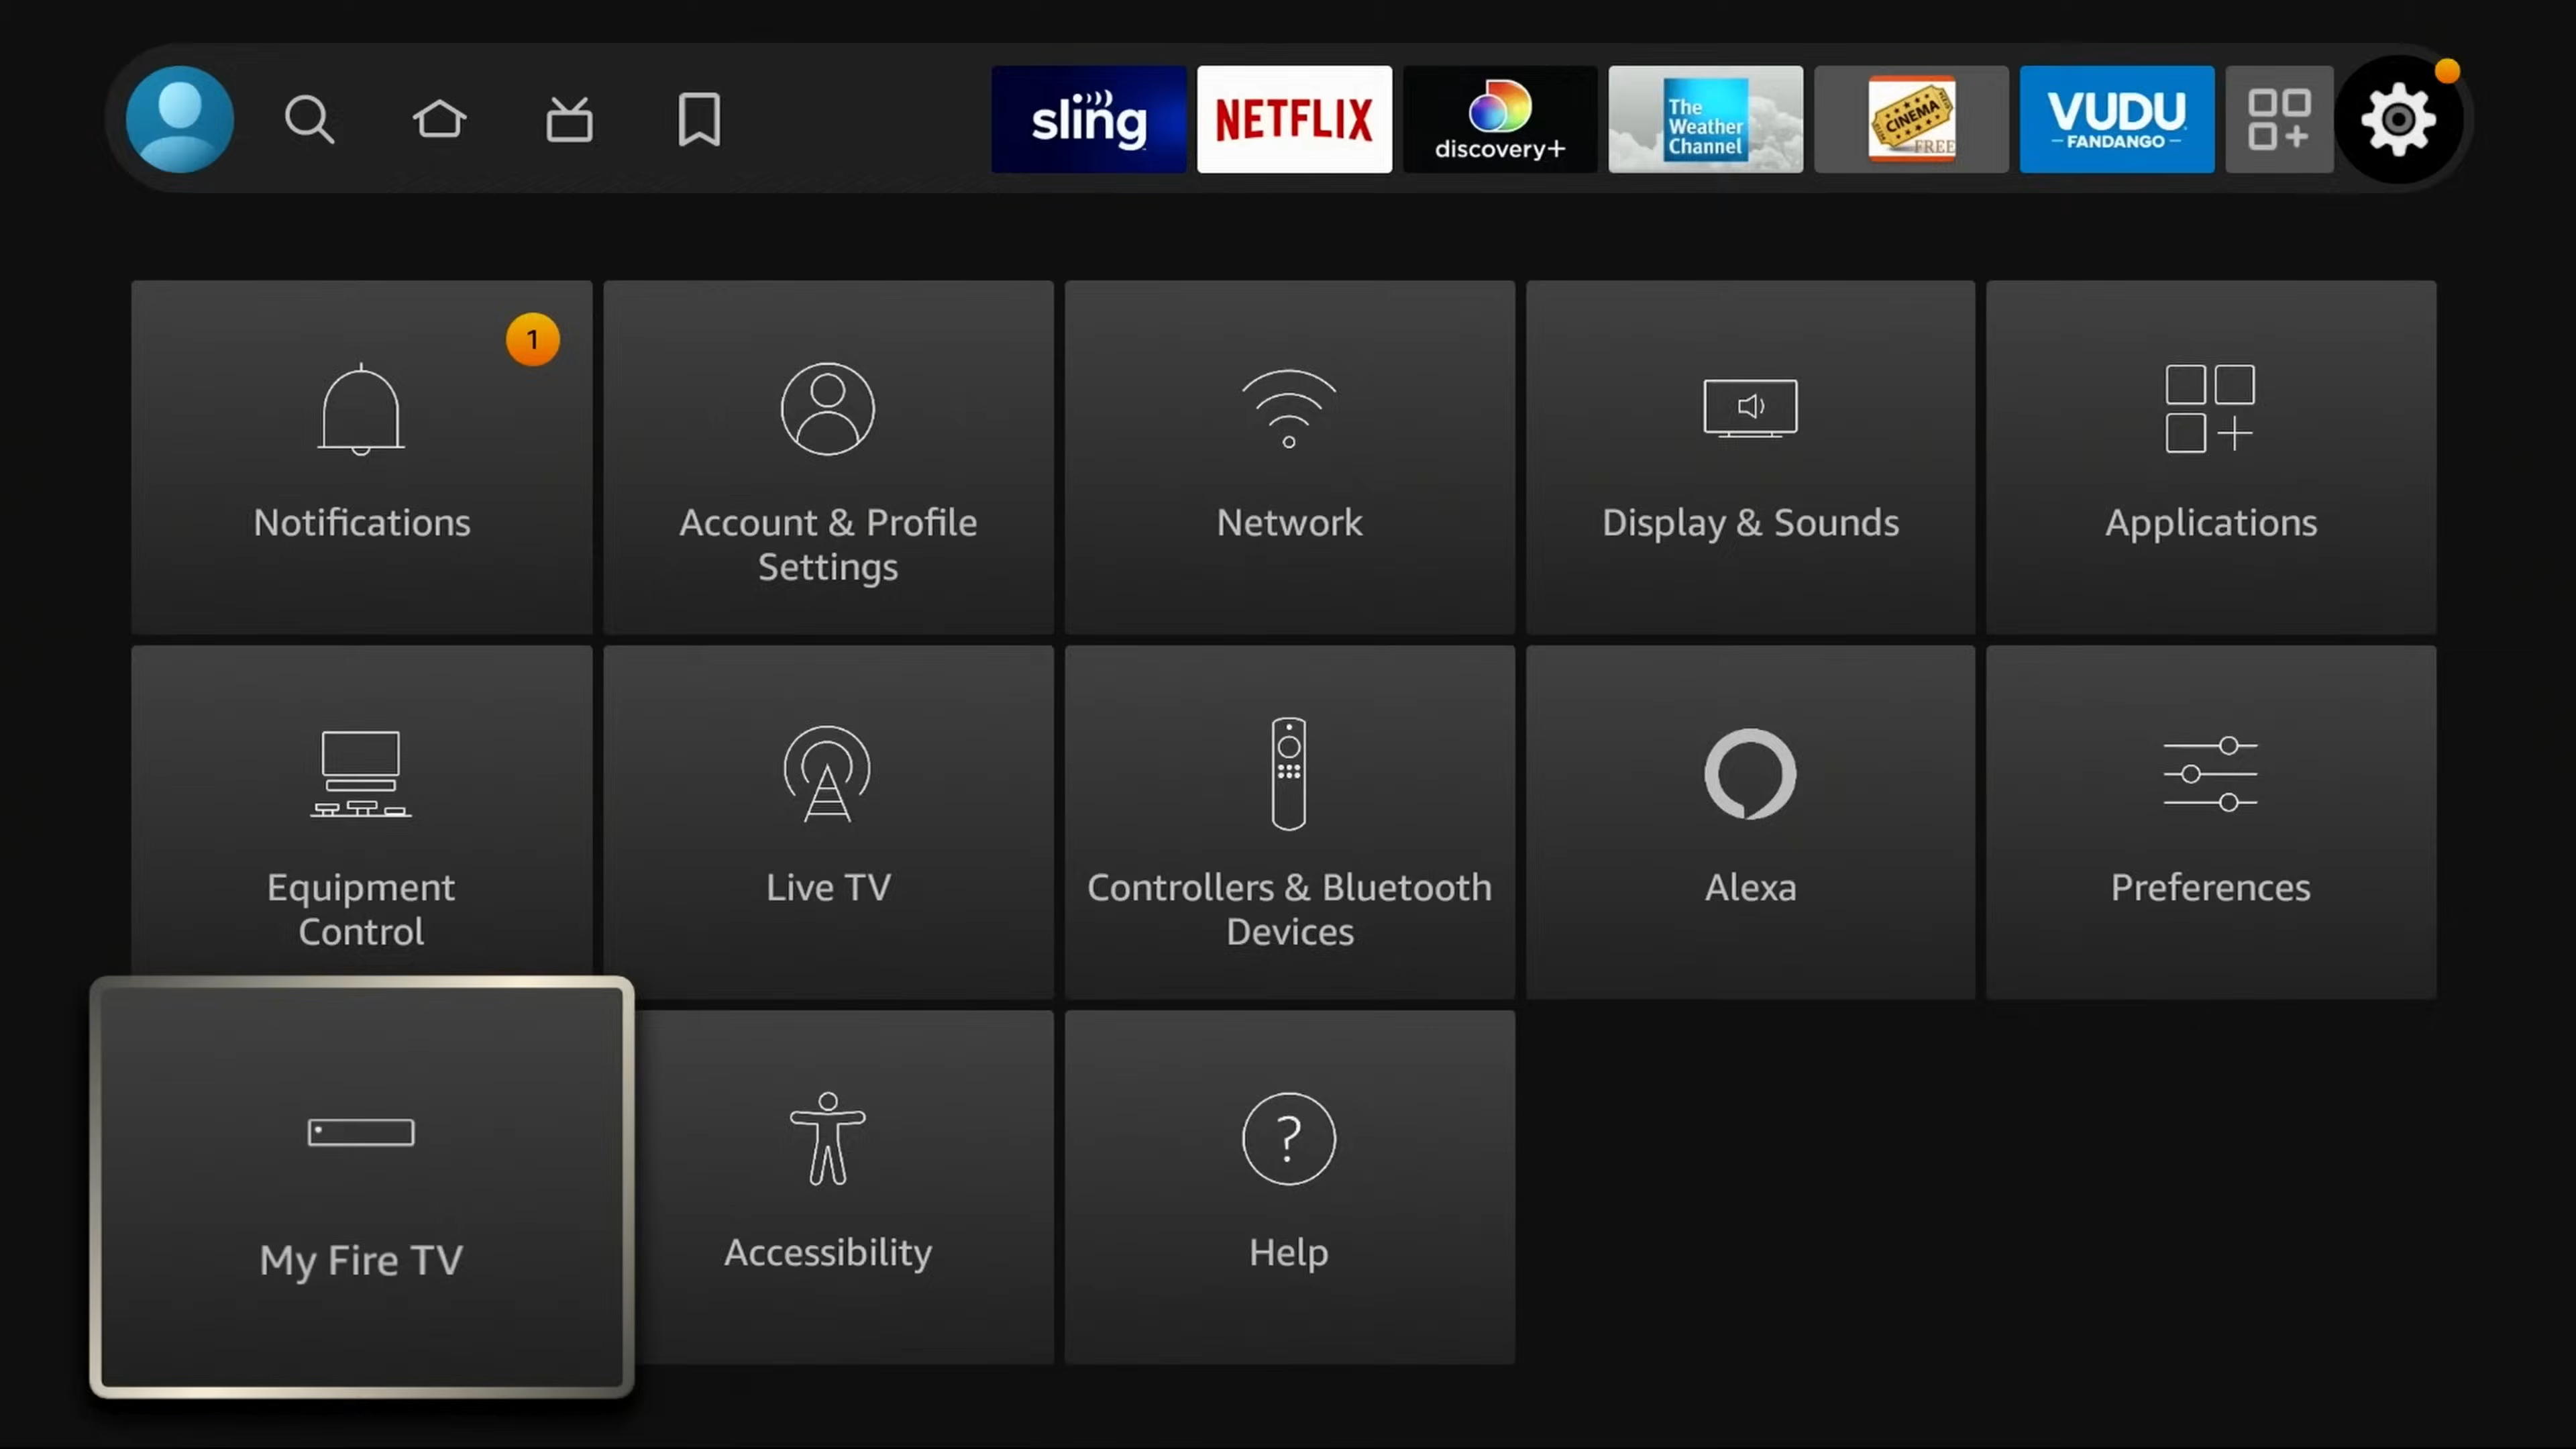 sling
NETFLIX
discovery+
The
Weather
Channel
CINEMA
FREE
VUDU
FANDANGO
1
Notifications
Account & Profile
Settings
Network
Display & Sounds
Applications
Equipment
Control
Live TV
Controllers & Bluetooth
Devices
Alexa
Preferences
My Fire TV
Accessibility
?
Help